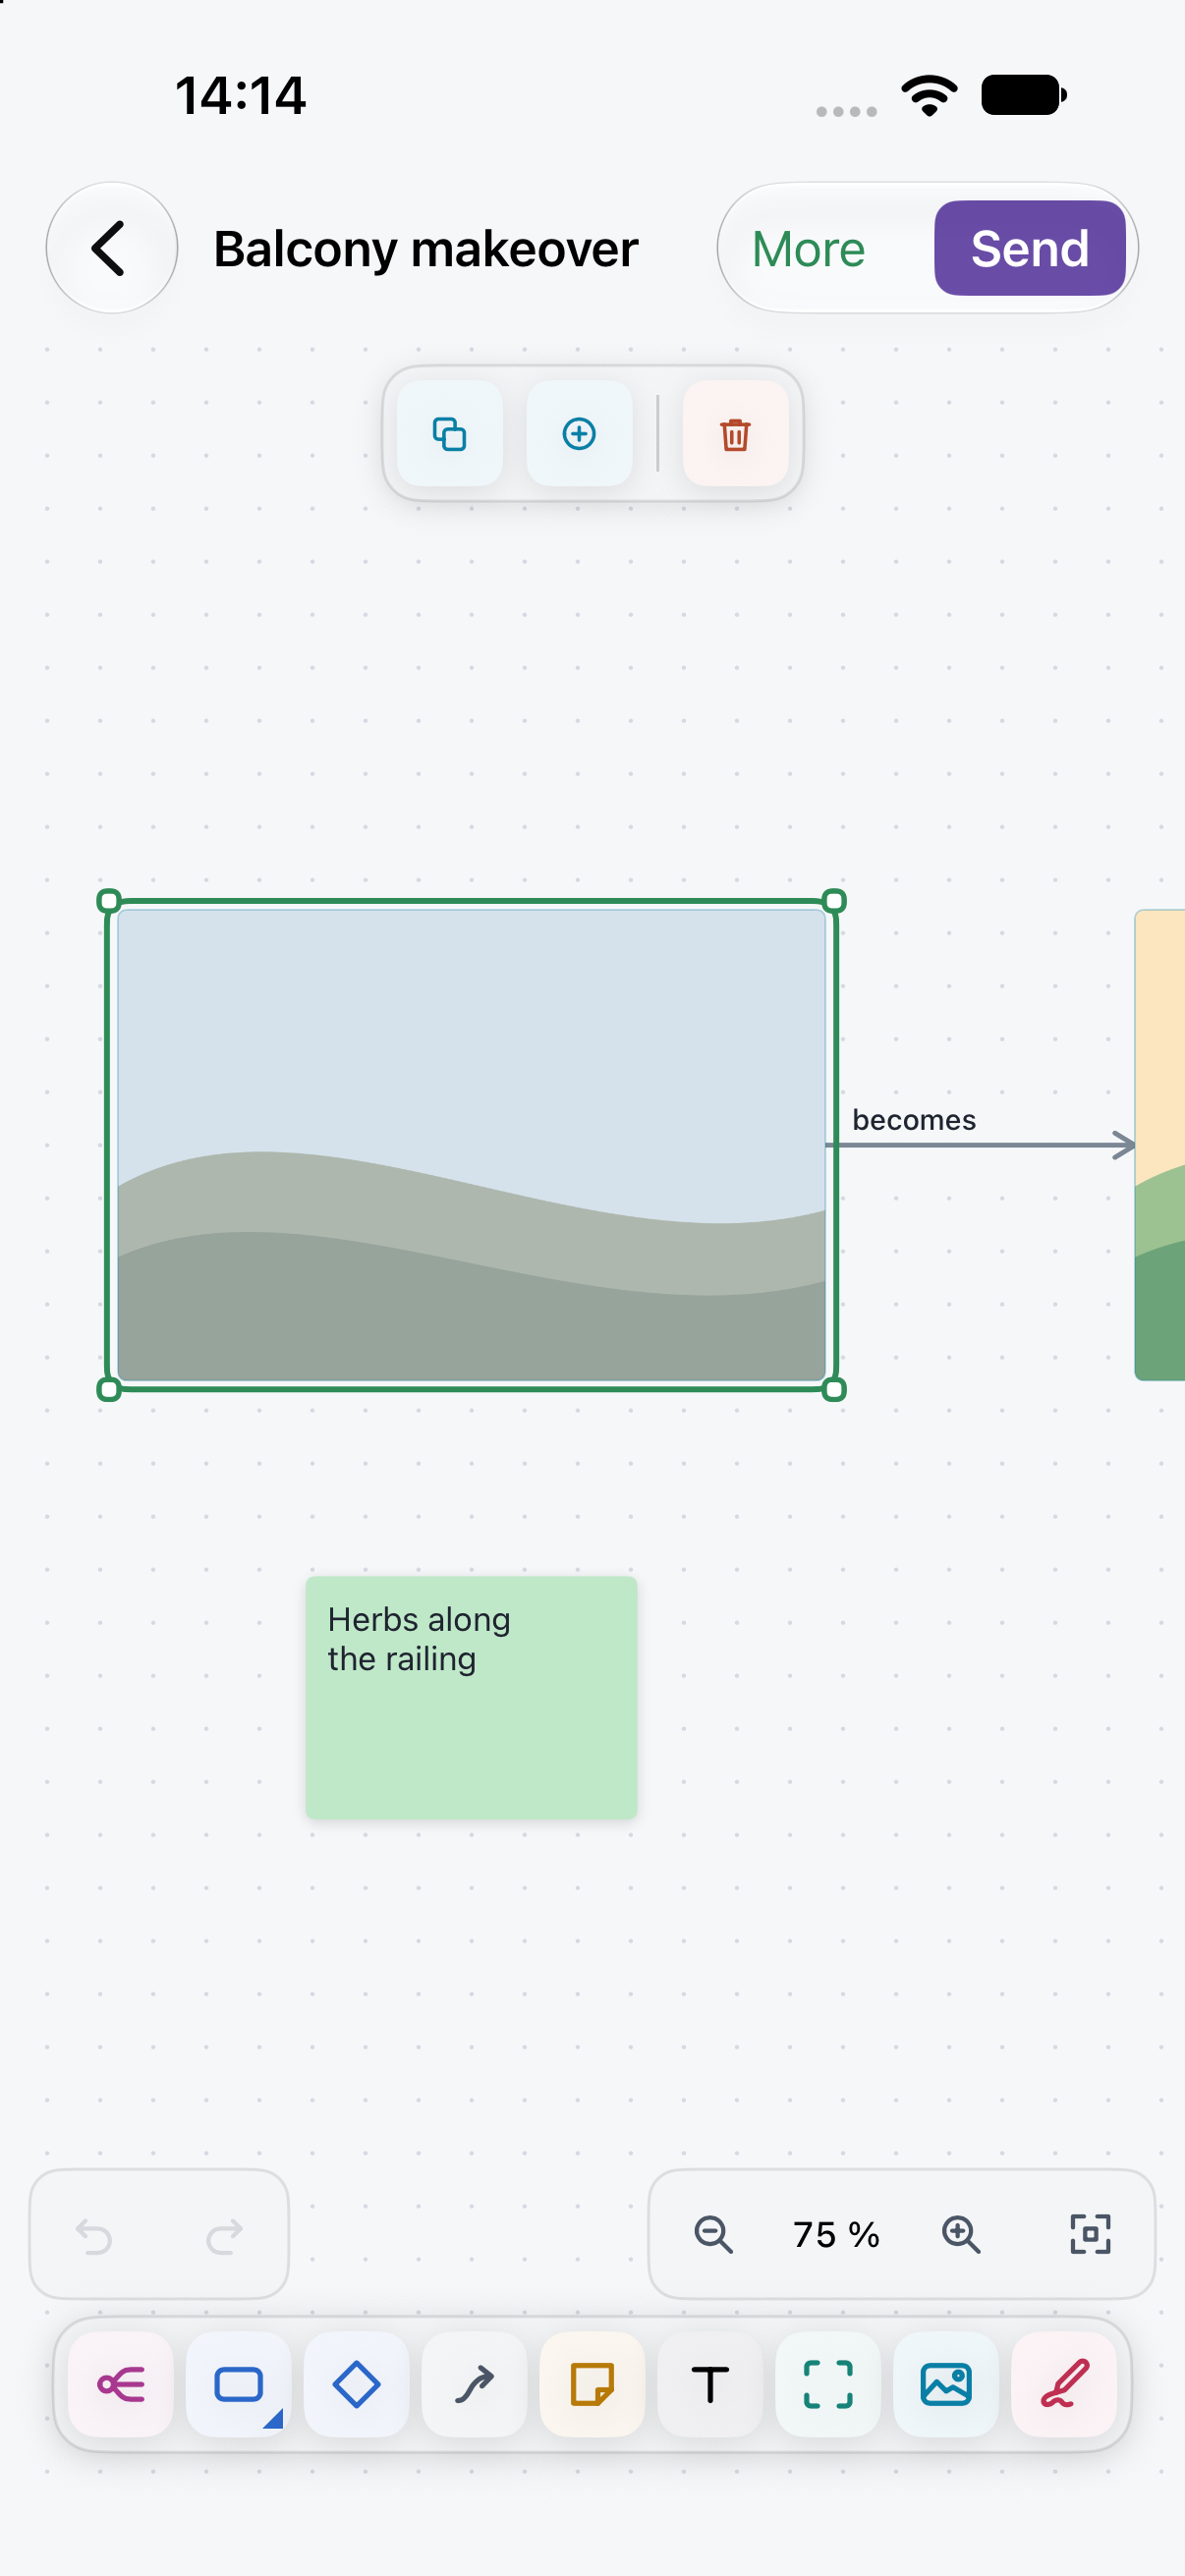 14:14
Balcony makeover
More
Send
becomes
Herbs along
the railing
75 %